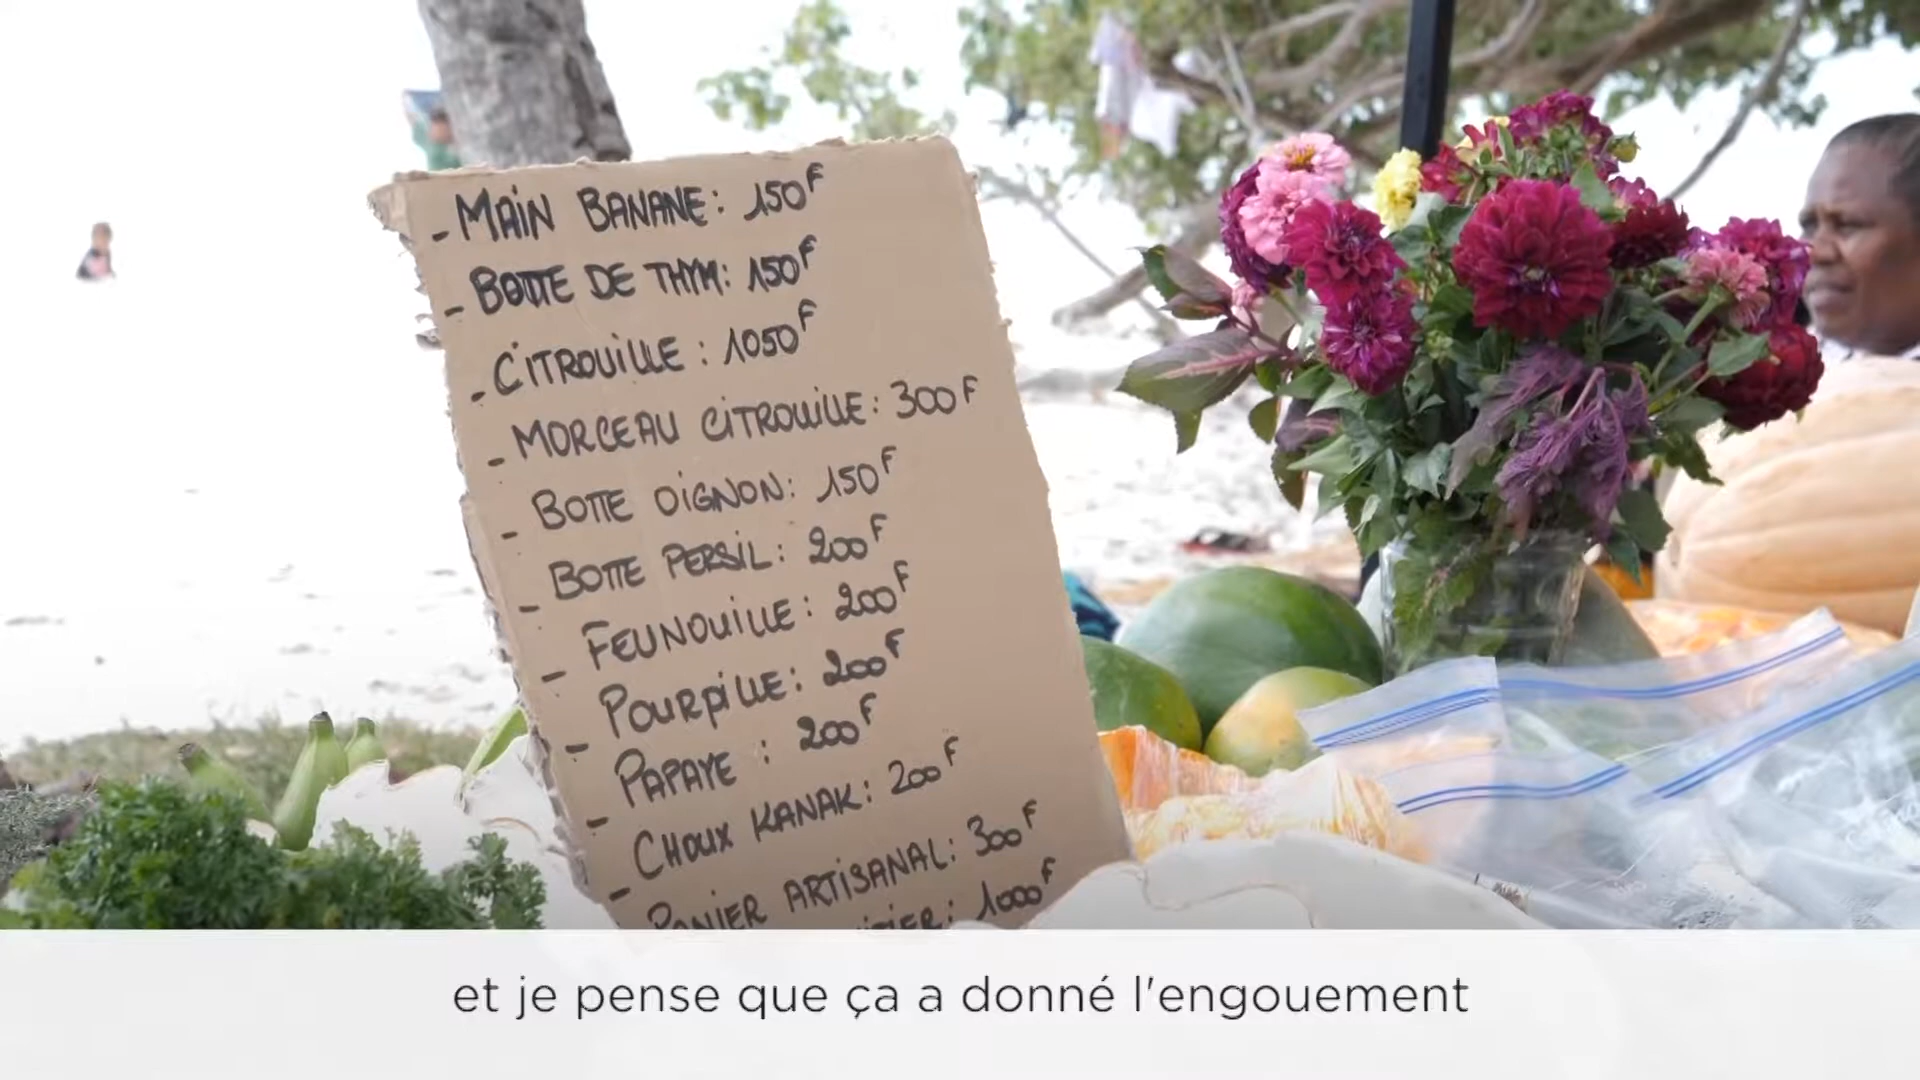 - MAIN BANANE: 150F
- BOTTE DE THYM: 150F
- CITROUILLE: 1050F
- MORCEAU CITROUILLE: 300F
- BOTTE OIGNON: 150F
- BOTTE PERSIL: 200F
- FEUNOUILLE: 200F
- POURPILLE: 200F
- PAPAYE: 200F
- CHOUX KANAK: 200F
- PANIER ARTISANAL: 300F
1000F
et je pense que ça a donné l'engouement